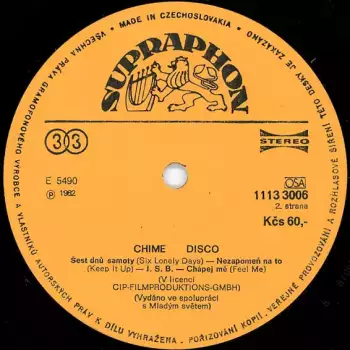 MADE IN CZECHOSLOVAKIA
VŠECHNA PRÁVA GRAMOFONOVÉHO VÝROBCE A VLASTNÍKŮ AUTORSKÝCH PRÁV K DÍLU VYHRAZENA. POŘIZOVÁNÍ KOPIÍ, VEŘEJNÉ PROVOZOVÁNÍ A ROZHLASOVÉ ŠÍŘENÍ TÉTO DESKY JE ZAKÁZÁNO
SUPRAPHON
33
STEREO
E 5490
Ⓟ 1982
OSA
1113 3006
2. strana
Kčs 60,-
CHIME DISCO
Šest dnů samoty (Six Lonely Days) — Nezapomeň na to
(Keep It Up) — J. S. B. — Chápej mě (Feel Me)
(V licenci
CIP-FILMPRODUKTIONS-GMBH)
(Vydáno ve spolupráci
s Mladým světem)